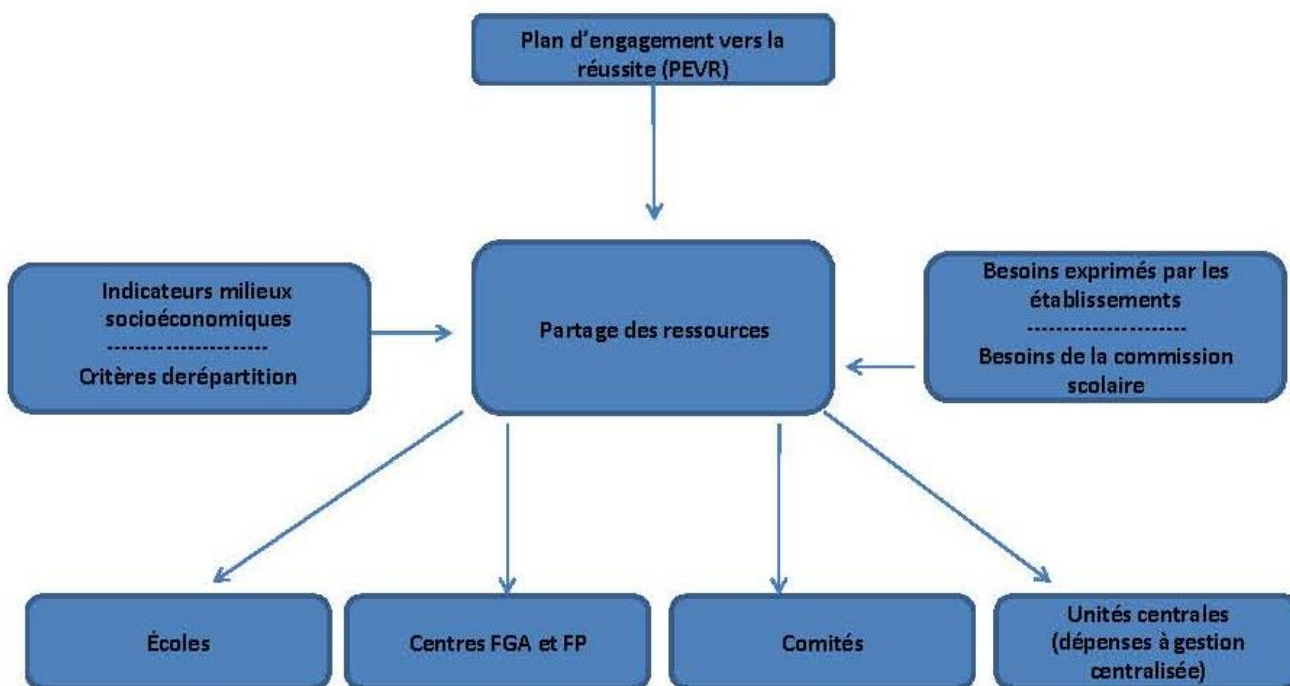 Plan d'engagement vers la
réussite (PEVR)
Indicateurs milieux
socioéconomiques
----------------------
Critères derépartition
Partage des ressources
Besoins exprimés par les
établissements
----------------------
Besoins de la commission
scolaire
Écoles
Centres FGA et FP
Comités
Unités centrales
(dépenses à gestion
centralisée)